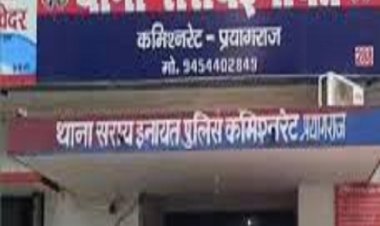 थाना
कमिश्नरेट - प्रयागराज
मो. 9454402849
थाना सराय इनायत पुलिस कमिश्नरेट प्रयागराज